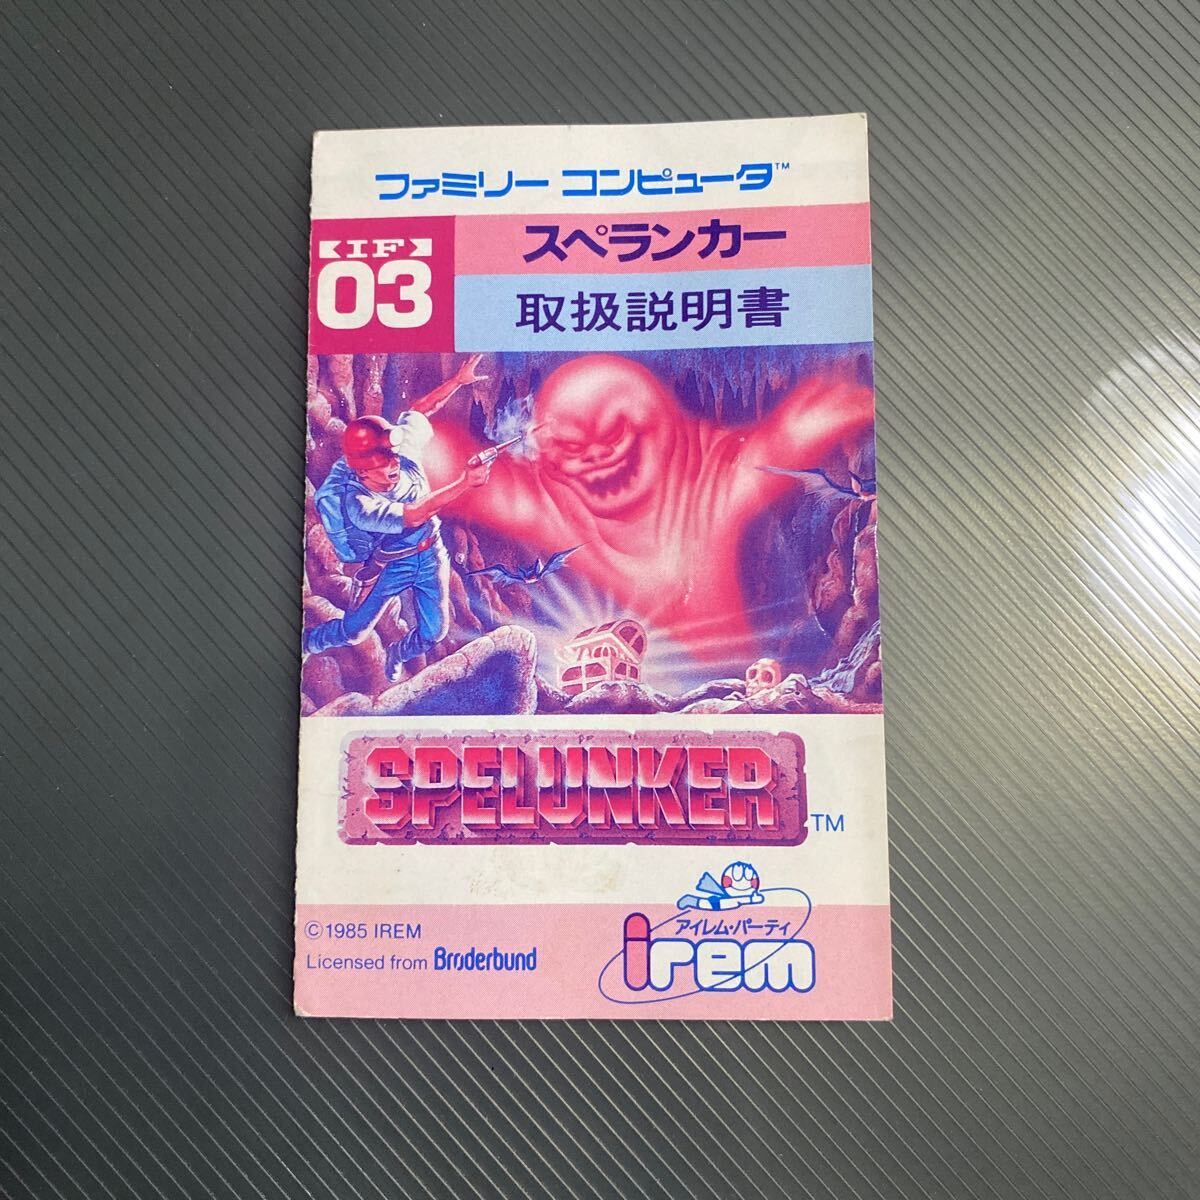 ファミリー コンピュータ™
IF
03
スペランカー
取扱説明書
SPELUNKER
TM
アイレム・パーティ
irem
©1985 IREM
Licensed from Brøderbund